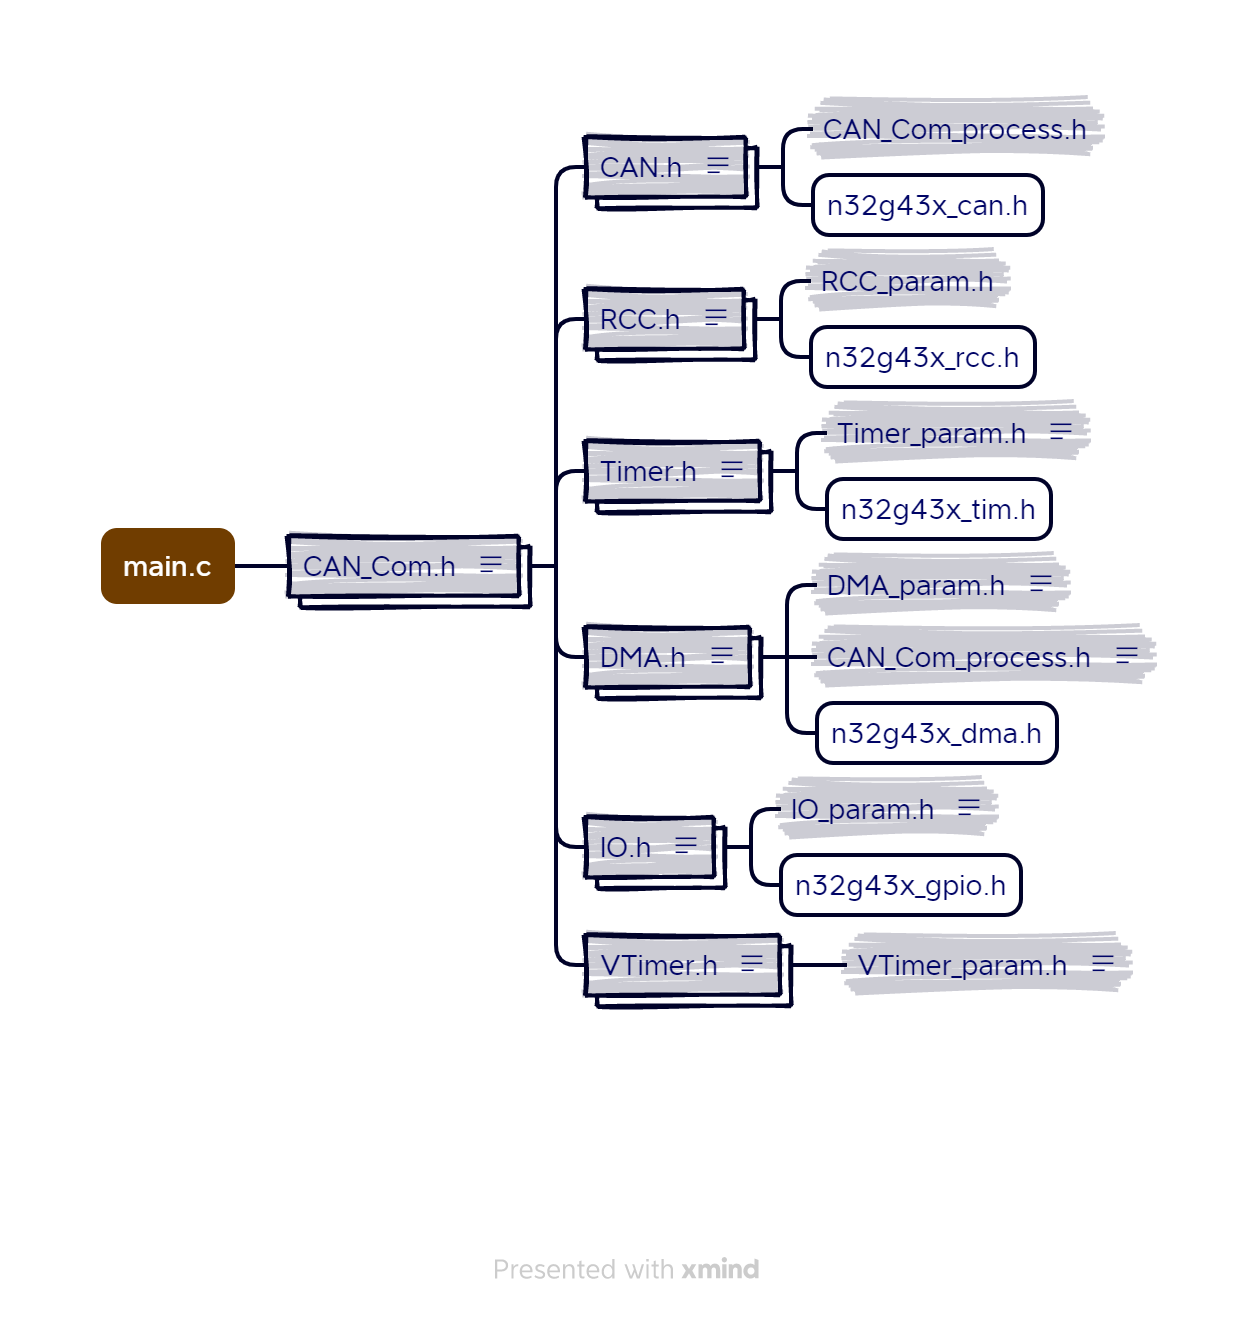 CAN_Com_process.h
CAN.h
n32g43x_can.h
RCC_param.h
RCC.h
n32g43x_rcc.h
Timer_param.h
Timer.h
n32g43x_tim.h
main.c
CAN_Com.h
DMA_param.h
DMA.h
CAN_Com_process.h
n32g43x_dma.h
IO_param.h
IO.h
n32g43x_gpio.h
VTimer.h
VTimer_param.h
Presented with xmind